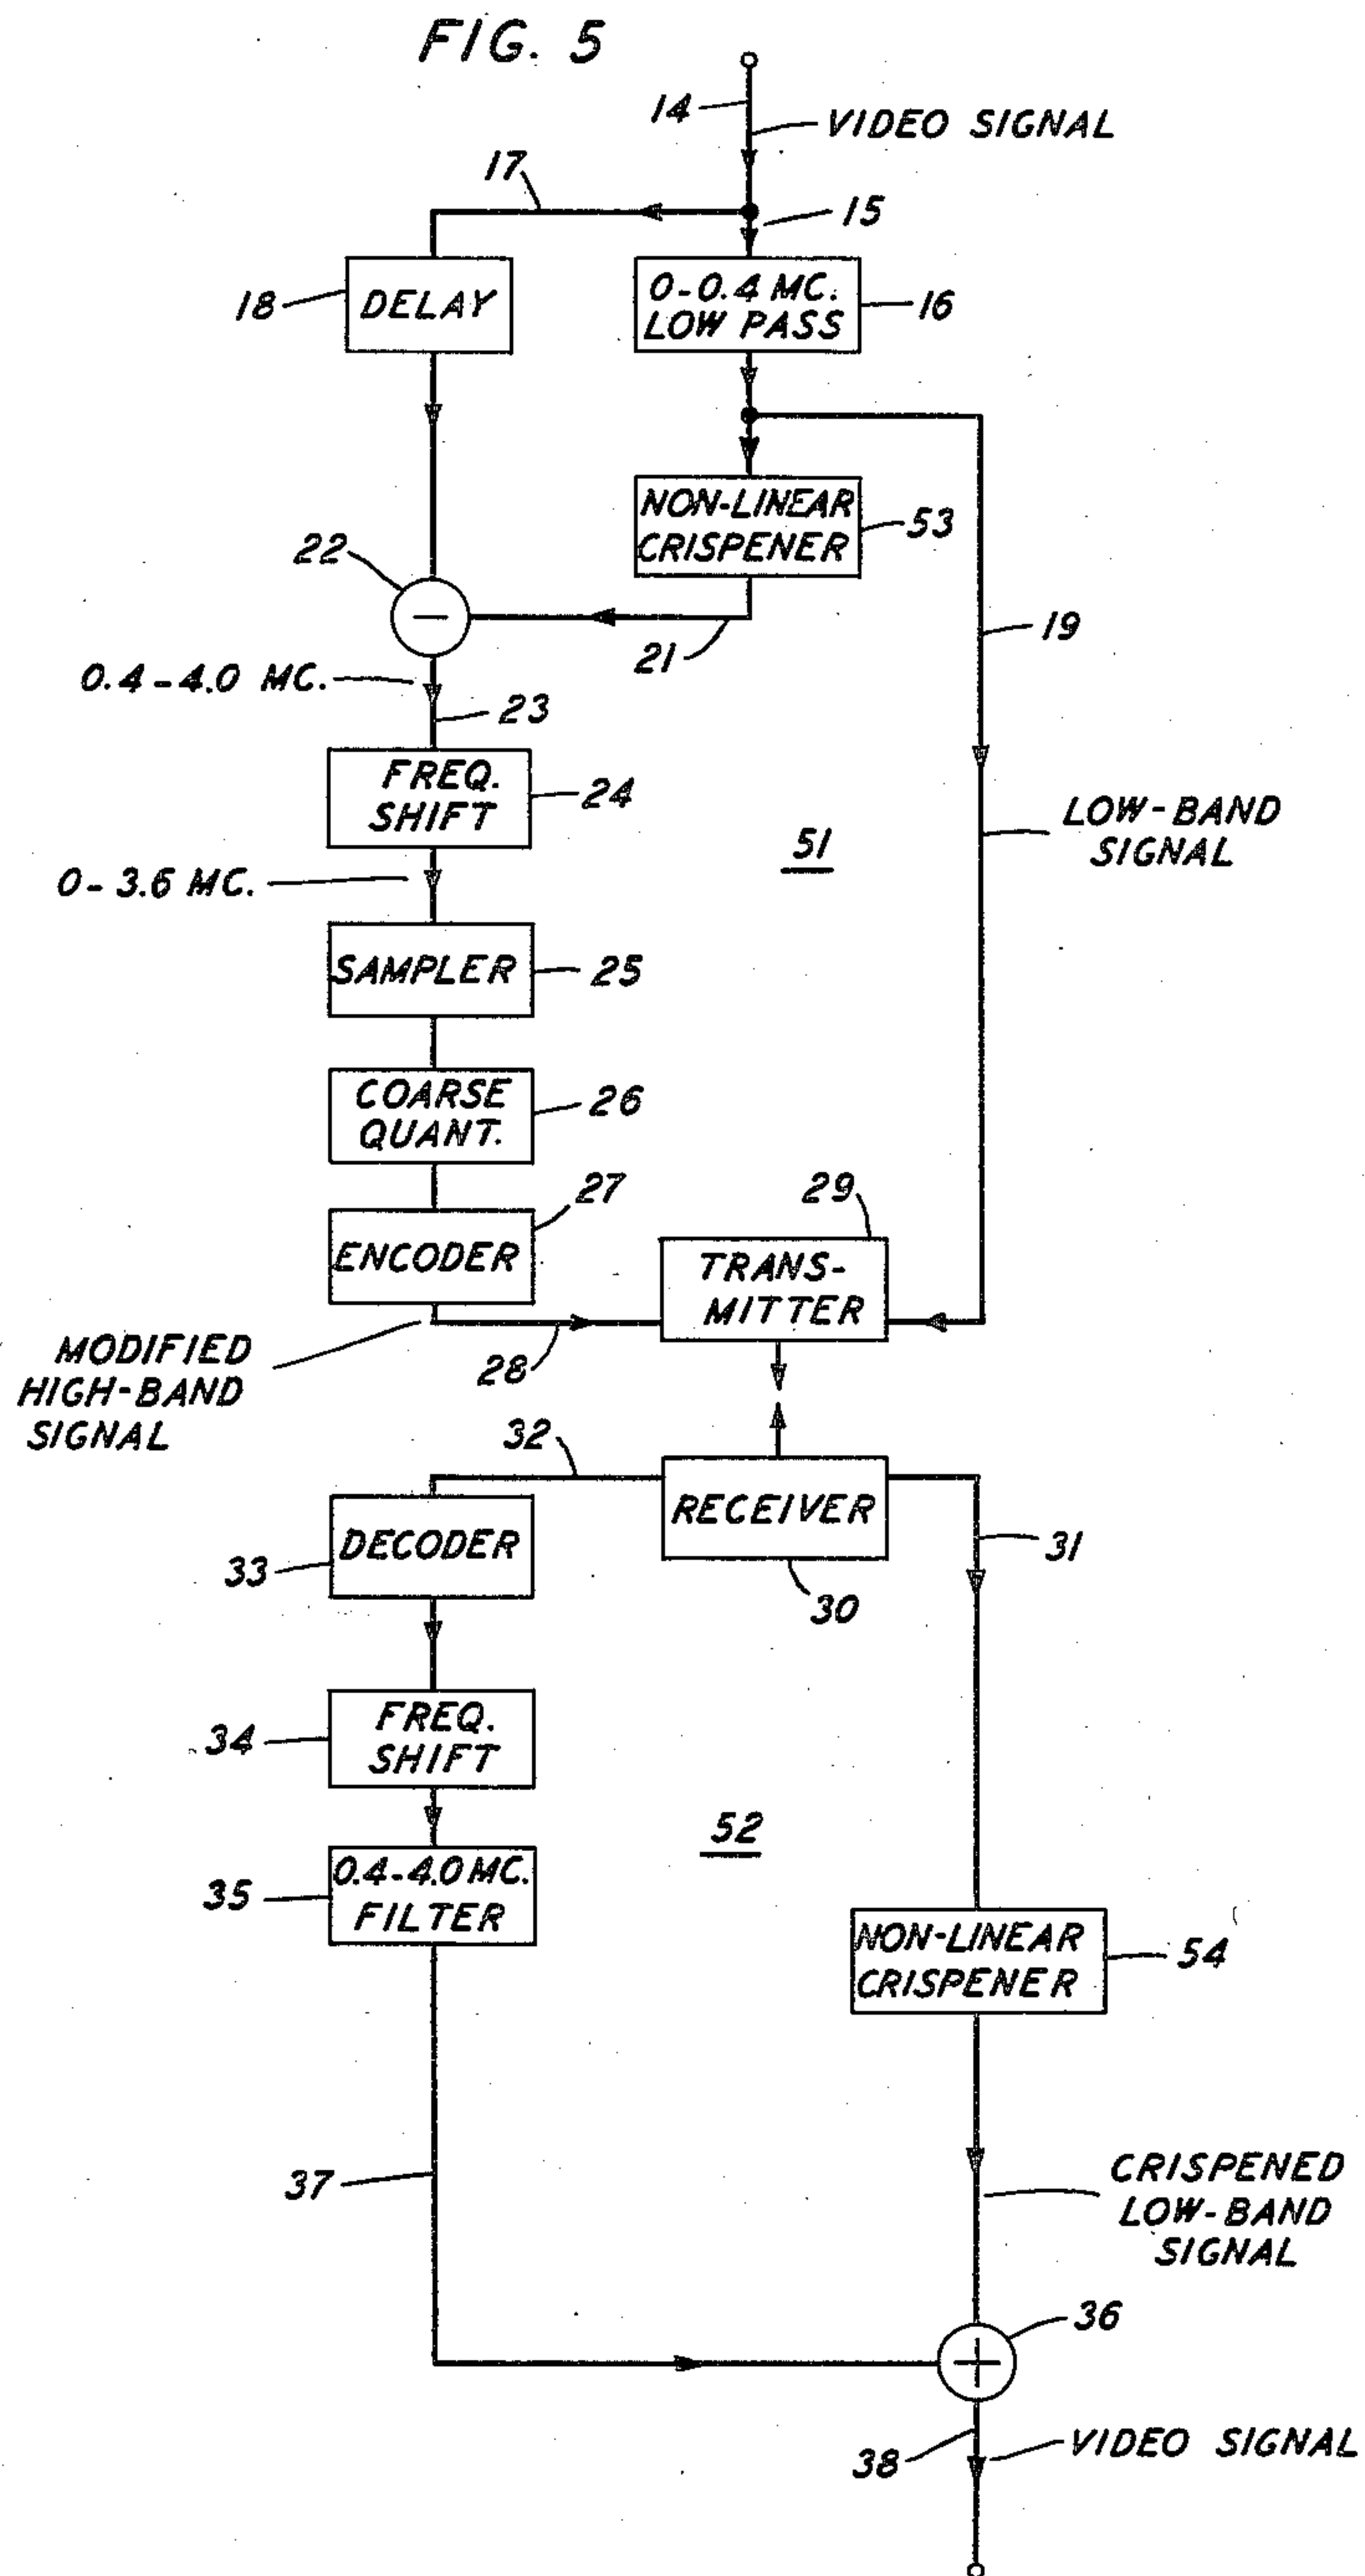 FIG. 5
14
VIDEO SIGNAL
17
15
18
DELAY
0-0.4 MC.
LOW PASS
16
NON-LINEAR
CRISPENER
53
22
−
21
19
0.4-4.0 MC.
23
FREQ.
SHIFT
24
51
LOW-BAND
SIGNAL
0-3.6 MC.
SAMPLER
25
COARSE
QUANT.
26
27
ENCODER
29
TRANS-
MITTER
28
MODIFIED
HIGH-BAND
SIGNAL
32
RECEIVER
30
31
DECODER
33
34
FREQ.
SHIFT
52
35
0.4-4.0 MC.
FILTER
NON-LINEAR
CRISPENER
54
37
CRISPENED
LOW-BAND
SIGNAL
36
+
38
VIDEO SIGNAL